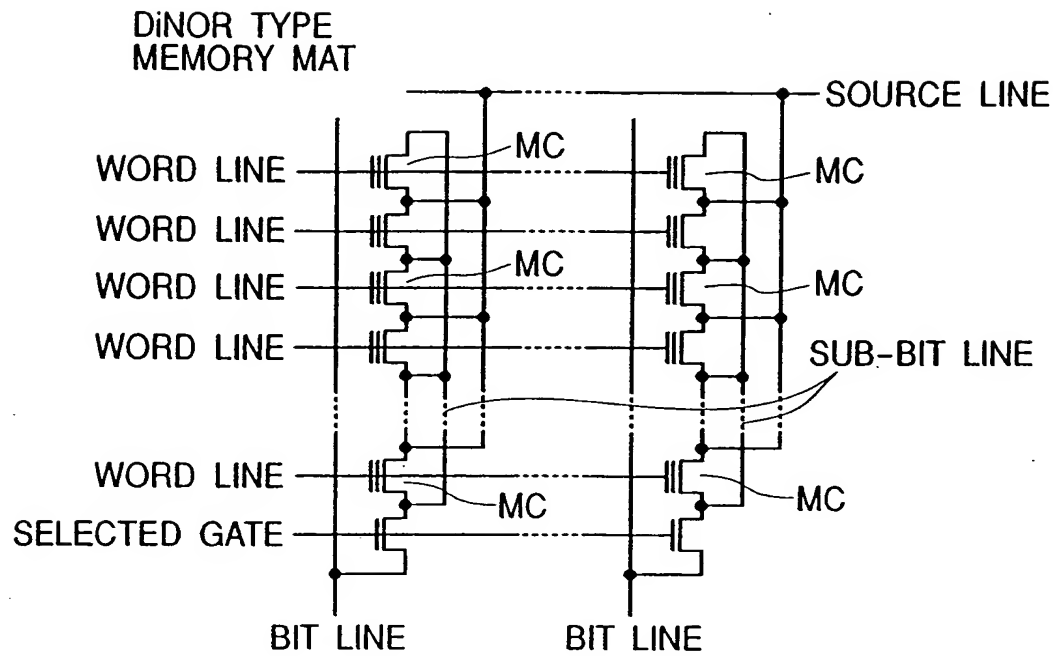 DiNOR TYPE
MEMORY MAT
SOURCE LINE
MC
WORD LINE
MC
WORD LINE
MC
WORD LINE
MC
WORD LINE
SUB-BIT LINE
WORD LINE
MC
MC
SELECTED GATE
BIT LINE
BIT LINE